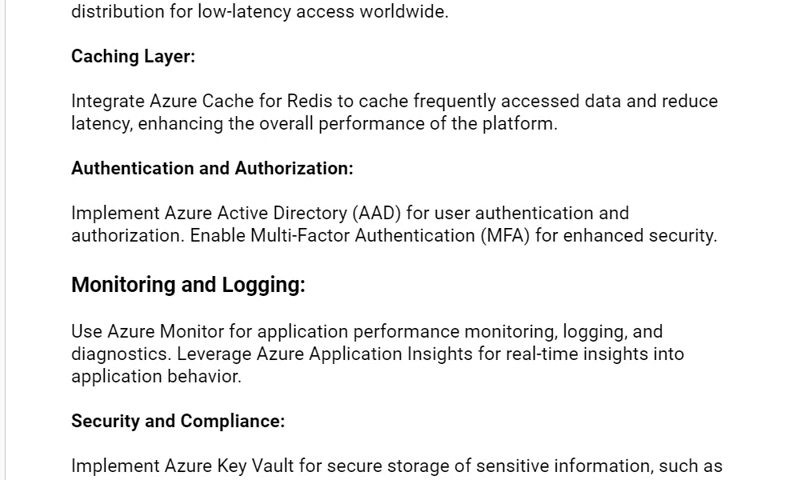 distribution for low-latency access worldwide.
Caching Layer:
Integrate Azure Cache for Redis to cache frequently accessed data and reduce
latency, enhancing the overall performance of the platform.
Authentication and Authorization:
Implement Azure Active Directory (AAD) for user authentication and
authorization. Enable Multi-Factor Authentication (MFA) for enhanced security.
Monitoring and Logging:
Use Azure Monitor for application performance monitoring, logging, and
diagnostics. Leverage Azure Application Insights for real-time insights into
application behavior.
Security and Compliance:
Implement Azure Key Vault for secure storage of sensitive information, such as